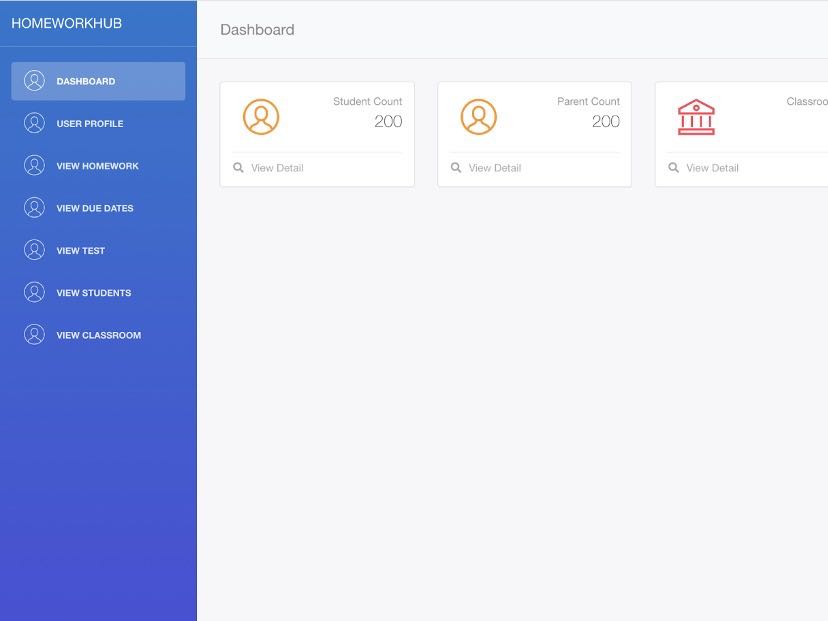 HOMEWORKHUB
DASHBOARD
USER PROFILE
VIEW HOMEWORK
VIEW DUE DATES
VIEW TEST
VIEW STUDENTS
VIEW CLASSROOM
Dashboard
Student Count
200
View Detail
Parent Count
200
View Detail
Classroo
View Detail